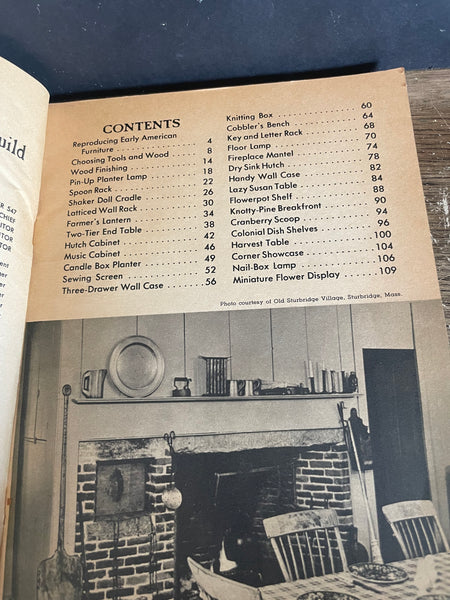 uild
547
CHIEF
CONTENTS
Reproducing Early American
Furniture . . . . . . . . . . . . . . . . 4
Choosing Tools and Wood . . . . . . . . 8
Wood Finishing . . . . . . . . . . . . . 14
Pin-Up Planter Lamp . . . . . . . . . . 18
Spoon Rack . . . . . . . . . . . . . . . 22
Shaker Doll Cradle . . . . . . . . . . . 26
Latticed Wall Rack . . . . . . . . . . . 30
Farmer's Lantern . . . . . . . . . . . . 34
Two-Tier End Table . . . . . . . . . . . 38
Hutch Cabinet . . . . . . . . . . . . . 42
Music Cabinet . . . . . . . . . . . . . 46
Candle Box Planter . . . . . . . . . . . 49
Sewing Screen . . . . . . . . . . . . . 52
Three-Drawer Wall Case . . . . . . . . . 56
Knitting Box . . . . . . . . . . . . . . 60
Cobbler's Bench . . . . . . . . . . . . 64
Key and Letter Rack . . . . . . . . . . 68
Floor Lamp . . . . . . . . . . . . . . . 70
Fireplace Mantel . . . . . . . . . . . . 74
Dry Sink Hutch . . . . . . . . . . . . . 78
Handy Wall Case . . . . . . . . . . . . 82
Lazy Susan Table . . . . . . . . . . . . 84
Flowerpot Shelf . . . . . . . . . . . . 88
Knotty-Pine Breakfront . . . . . . . . . 90
Cranberry Scoop . . . . . . . . . . . . 94
Colonial Dish Shelves . . . . . . . . . 96
Harvest Table . . . . . . . . . . . . . 100
Corner Showcase . . . . . . . . . . . . 104
Nail-Box Lamp . . . . . . . . . . . . . 106
Miniature Flower Display . . . . . . . . 109
Photo courtesy of Old Sturbridge Village, Sturbridge, Mass.